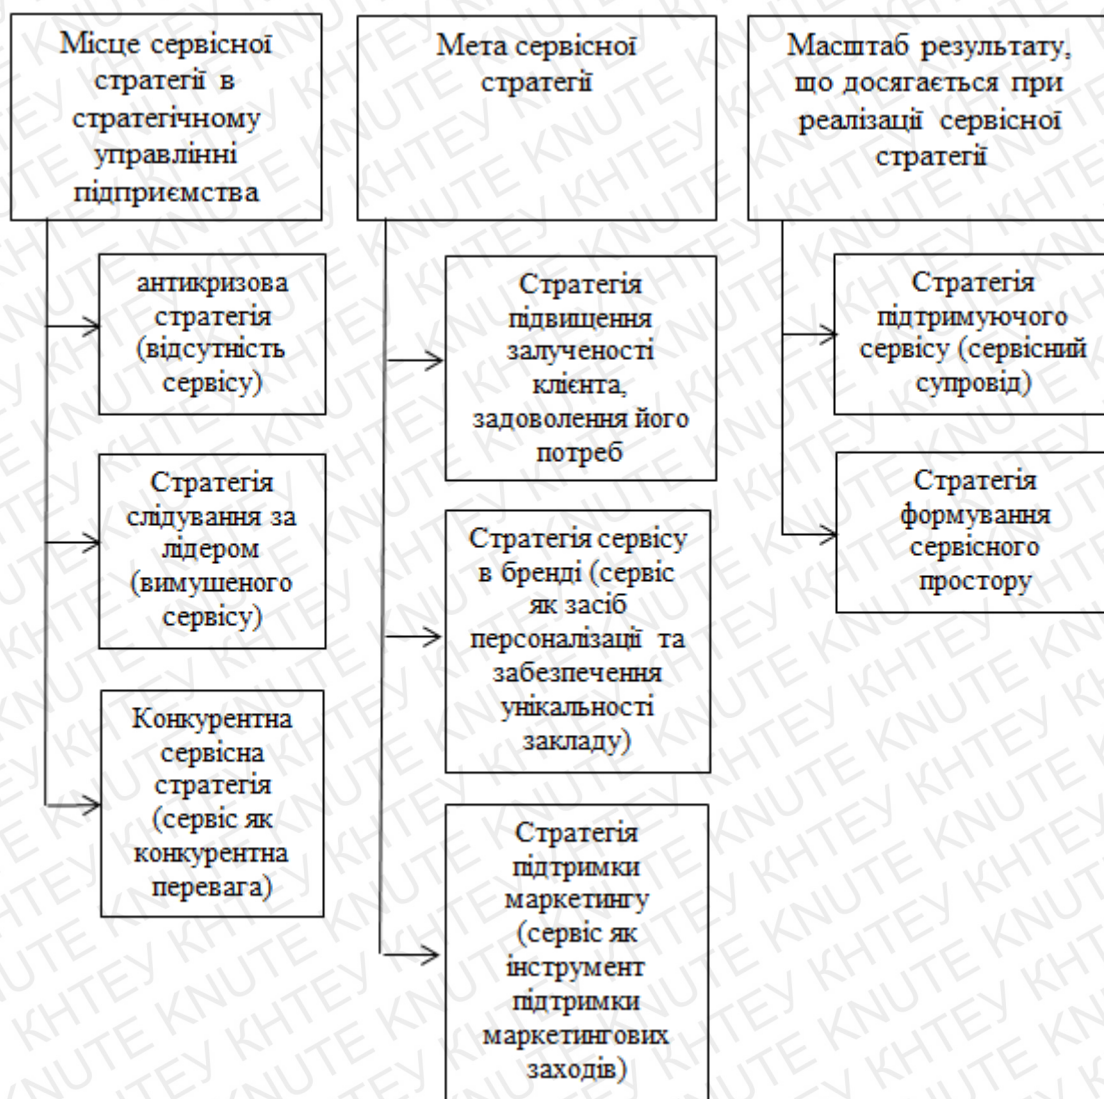 Місце сервісної
стратегії в
стратегічному
управлінні
підприємства
антикризова
стратегія
(відсутність
сервісу)
Стратегія
слідування за
лідером
(вимушеного
сервісу)
Конкурентна
сервісна
стратегія
(сервіс як
конкурентна
перевага)
Мета сервісної
стратегії
Стратегія
підвищення
залученості
клієнта,
задоволення його
потреб
Стратегія сервісу
в бренді (сервіс
як засіб
персоналізації та
забезпечення
унікальності
закладу)
Стратегія
підтримки
маркетингу
(сервіс як
інструмент
підтримки
маркетингових
заходів)
Масштаб результату,
що досягається при
реалізації сервісної
стратегії
Стратегія
підтримуючого
сервісу (сервісний
супровід)
Стратегія
формування
сервісного
простору